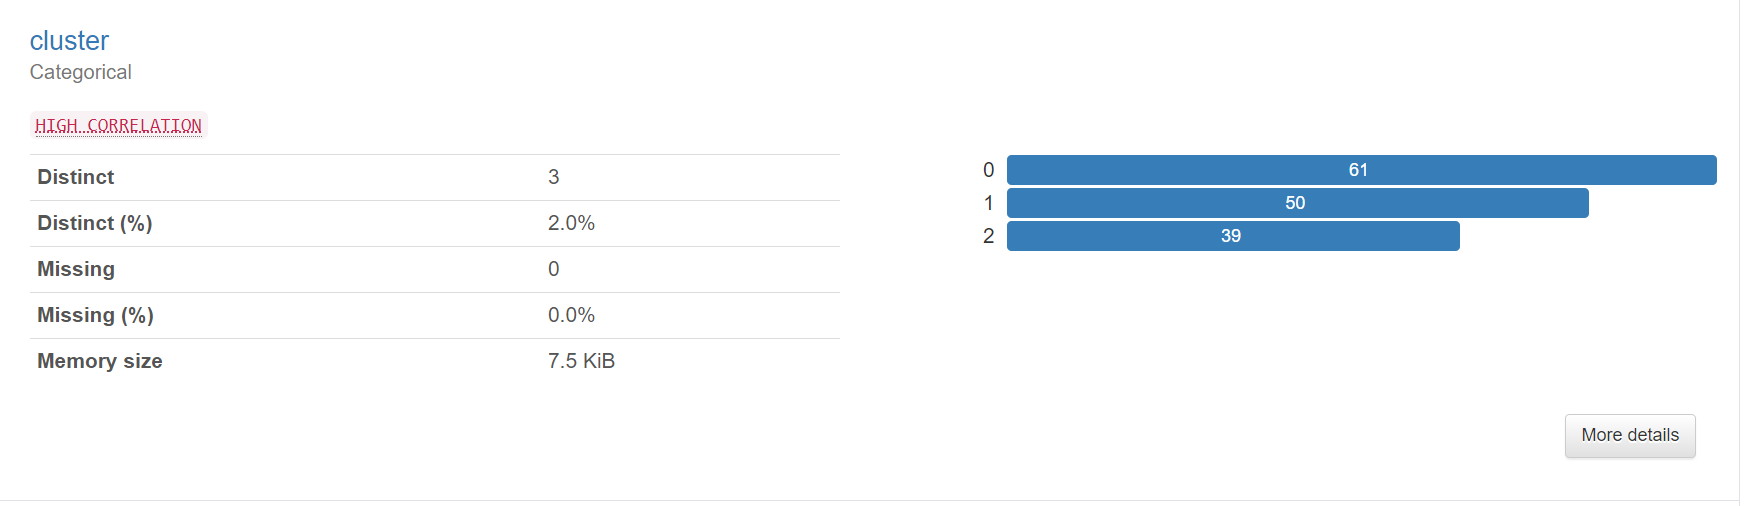 cluster
Categorical
HIGH CORRELATION
Distinct 3
Distinct (%) 2.0%
Missing 0
Missing (%) 0.0%
Memory size 7.5 KiB
0 61
1 50
2 39
More details